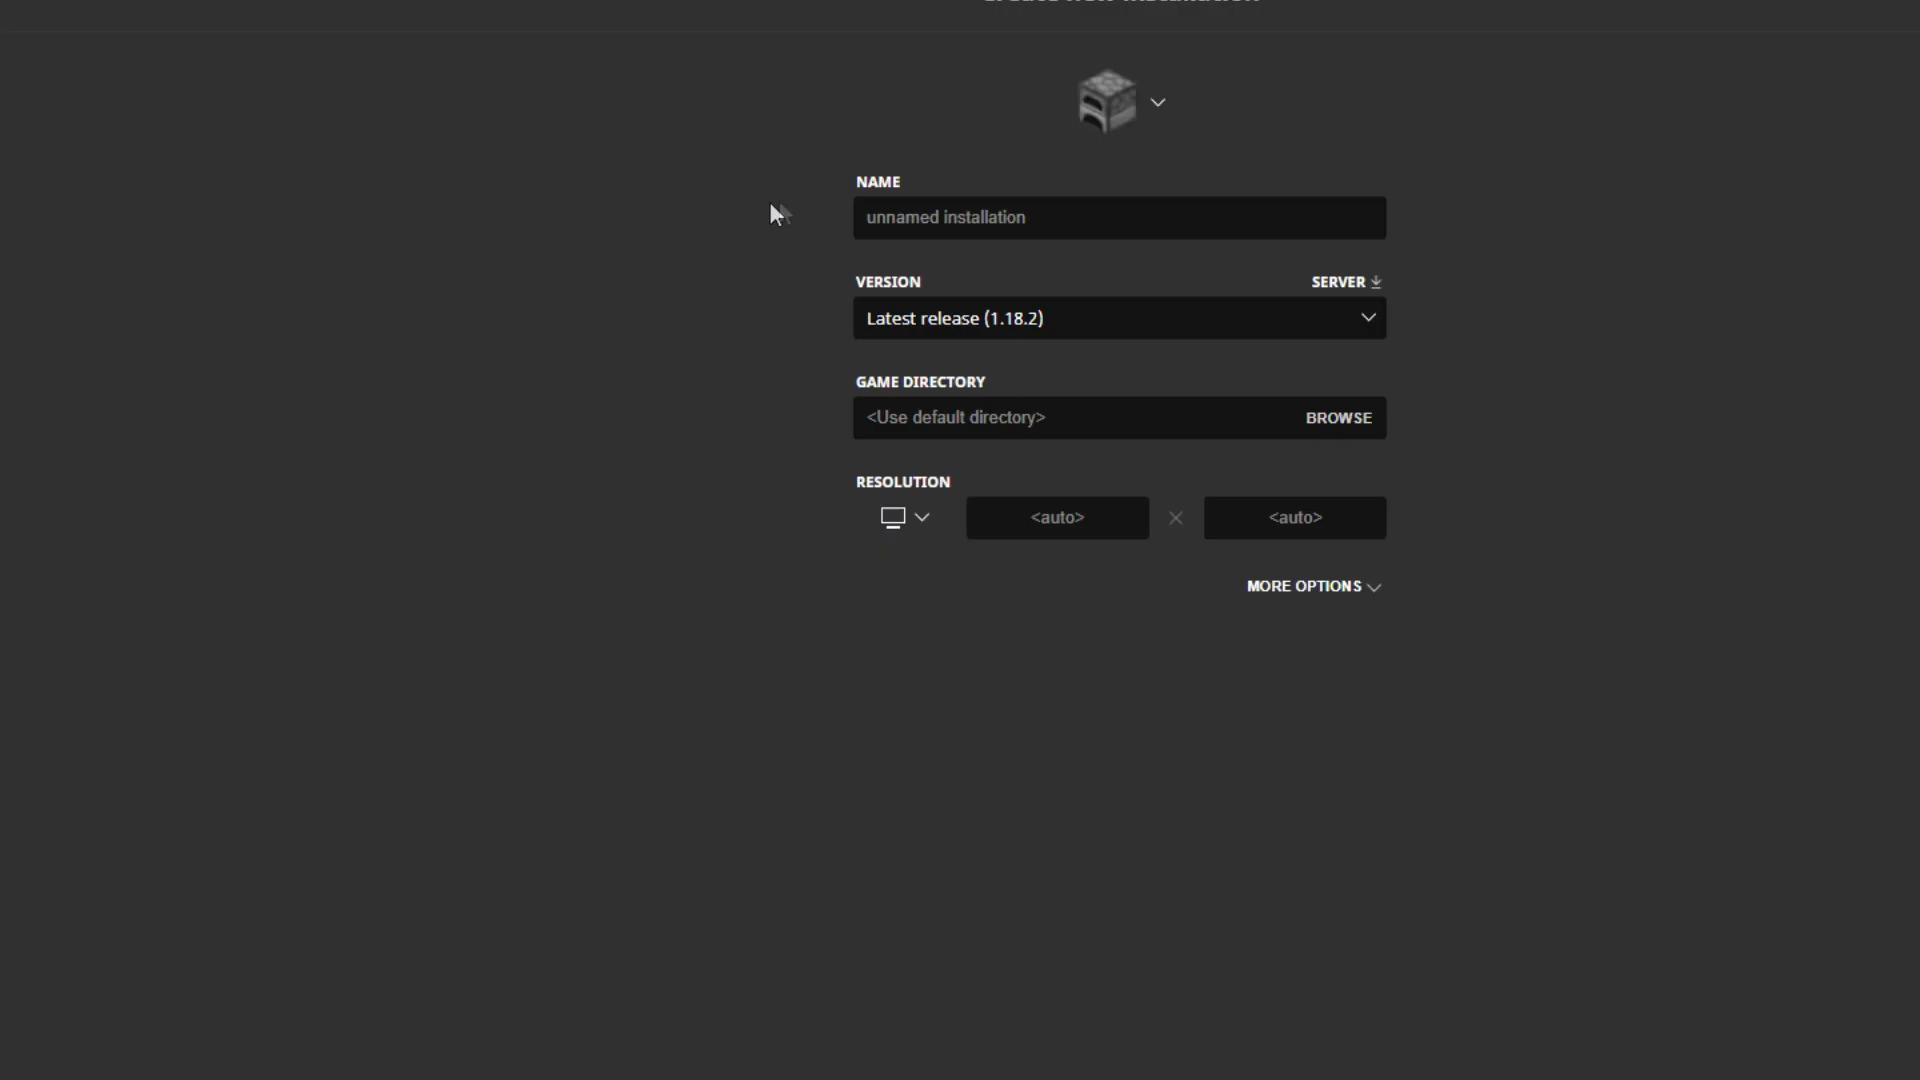 NAME
unnamed installation
VERSION
SERVER
Latest release (1.18.2)
GAME DIRECTORY
<Use default directory>
BROWSE
RESOLUTION
<auto>
<auto>
MORE OPTIONS